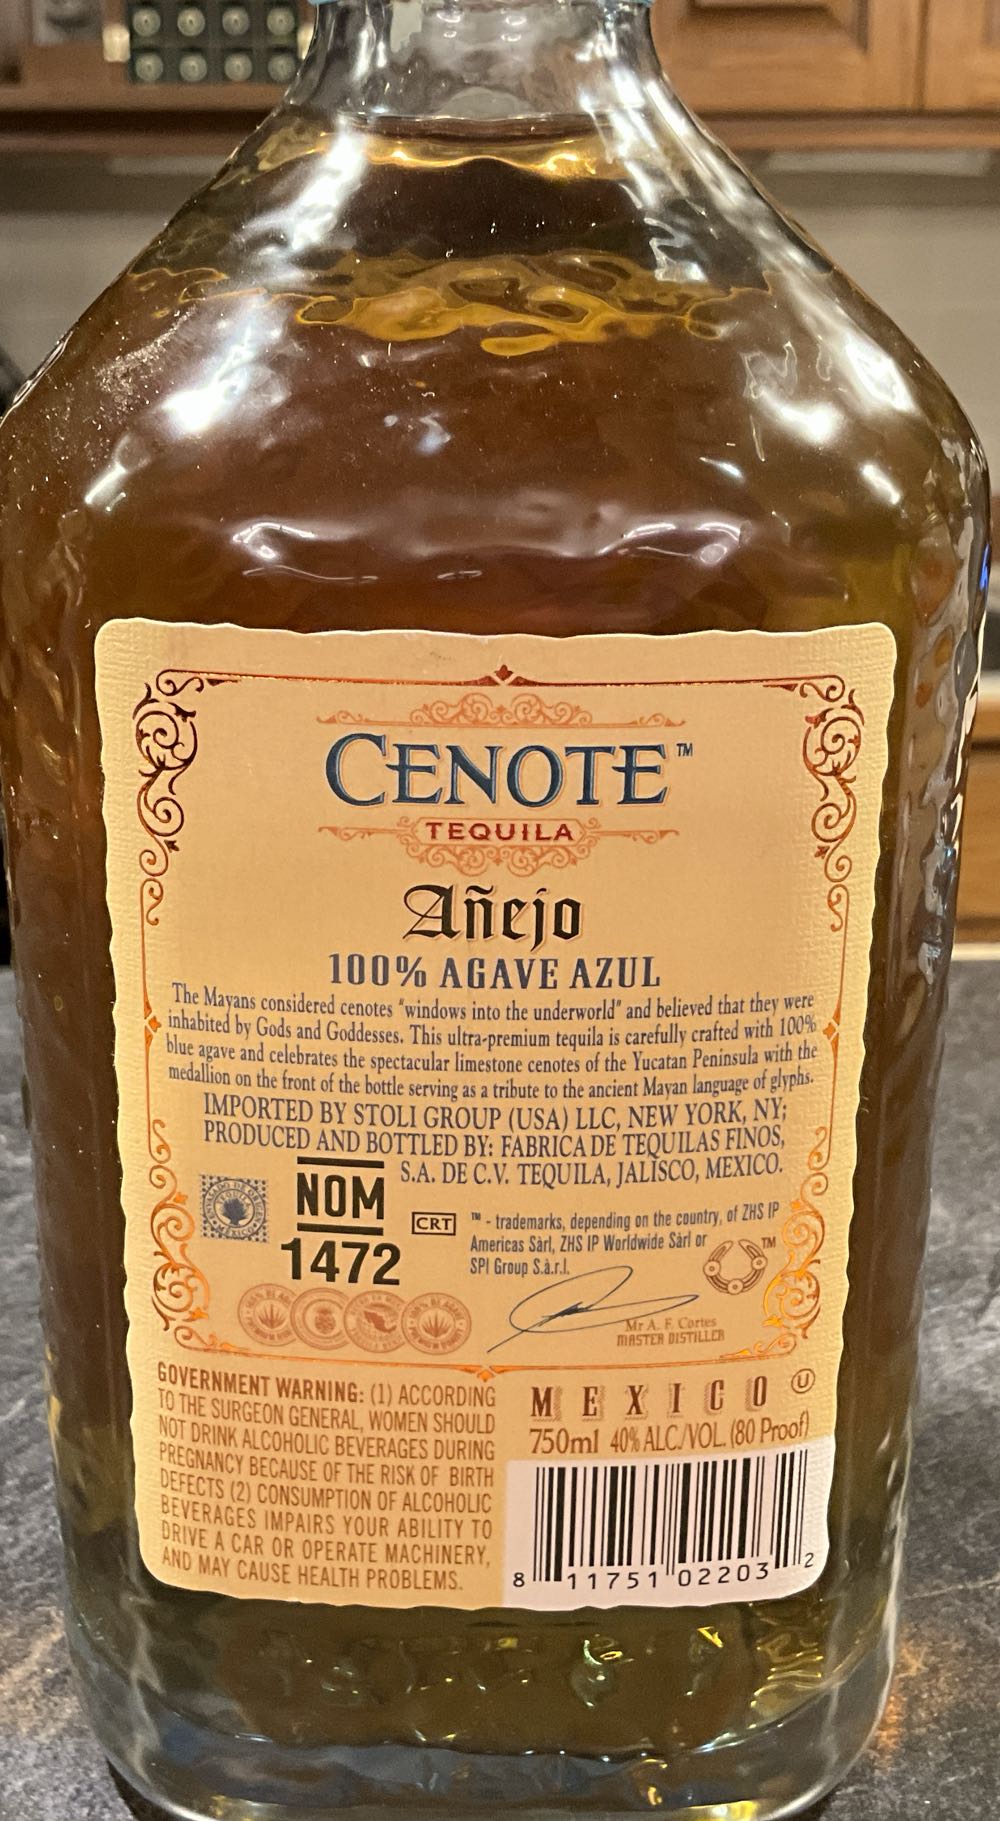 CENOTE™
TEQUILA
Añejo
100% AGAVE AZUL
The Mayans considered cenotes "windows into the underworld" and believed that they were
inhabited by Gods and Goddesses. This ultra-premium tequila is carefully crafted with 100%
blue agave and celebrates the spectacular limestone cenotes of the Yucatan Peninsula with the
medallion on the front of the bottle serving as a tribute to the ancient Mayan language of glyphs.
IMPORTED BY STOLI GROUP (USA) LLC, NEW YORK, NY;
PRODUCED AND BOTTLED BY: FABRICA DE TEQUILAS FINOS,
S.A. DE C.V. TEQUILA, JALISCO, MEXICO.
TEQUILA
MÉXICO
NOM
1472
CRT
™ - trademarks, depending on the country, of ZHS IP
Americas Sàrl, ZHS IP Worldwide Sàrl or
SPI Group S.à.r.l.
TM
Mr A. F. Cortes
MASTER DISTILLER
GOVERNMENT WARNING: (1) ACCORDING
TO THE SURGEON GENERAL, WOMEN SHOULD
NOT DRINK ALCOHOLIC BEVERAGES DURING
PREGNANCY BECAUSE OF THE RISK OF BIRTH
DEFECTS (2) CONSUMPTION OF ALCOHOLIC
BEVERAGES IMPAIRS YOUR ABILITY TO
DRIVE A CAR OR OPERATE MACHINERY,
AND MAY CAUSE HEALTH PROBLEMS.
MEXICO Ⓤ
750ml 40% ALC./VOL. (80 Proof)
8 11751 02203 2